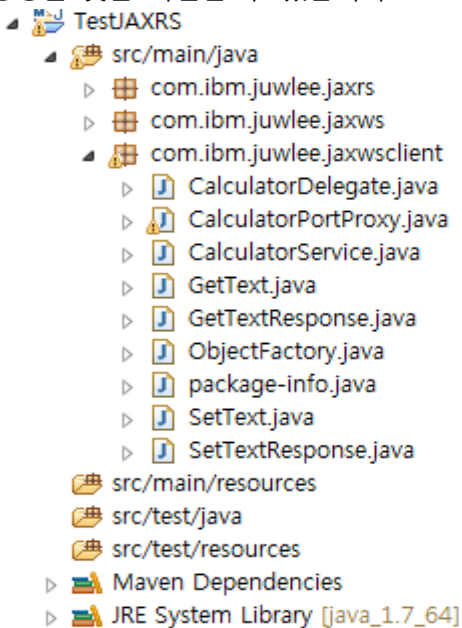 TestJAXRS
src/main/java
com.ibm.juwlee.jaxrs
com.ibm.juwlee.jaxws
com.ibm.juwlee.jaxwsclient
CalculatorDelegate.java
CalculatorPortProxy.java
CalculatorService.java
GetText.java
GetTextResponse.java
ObjectFactory.java
package-info.java
SetText.java
SetTextResponse.java
src/main/resources
src/test/java
src/test/resources
Maven Dependencies
JRE System Library [java_1.7_64]